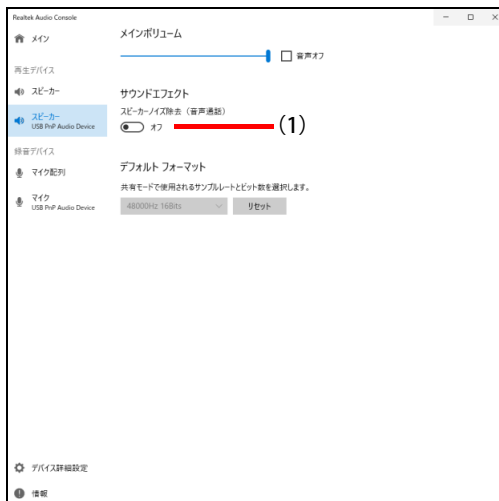 Realtek Audio Console
メイン
再生デバイス
スピーカー
スピーカー
USB PnP Audio Device
録音デバイス
マイク配列
マイク
USB PnP Audio Device
デバイス詳細設定
情報
メインボリューム
音声オフ
サウンドエフェクト
スピーカーノイズ除去（音声通話）
オフ
(1)
デフォルト フォーマット
共有モードで使用されるサンプルレートとビット数を選択します。
48000Hz 16Bits
リセット